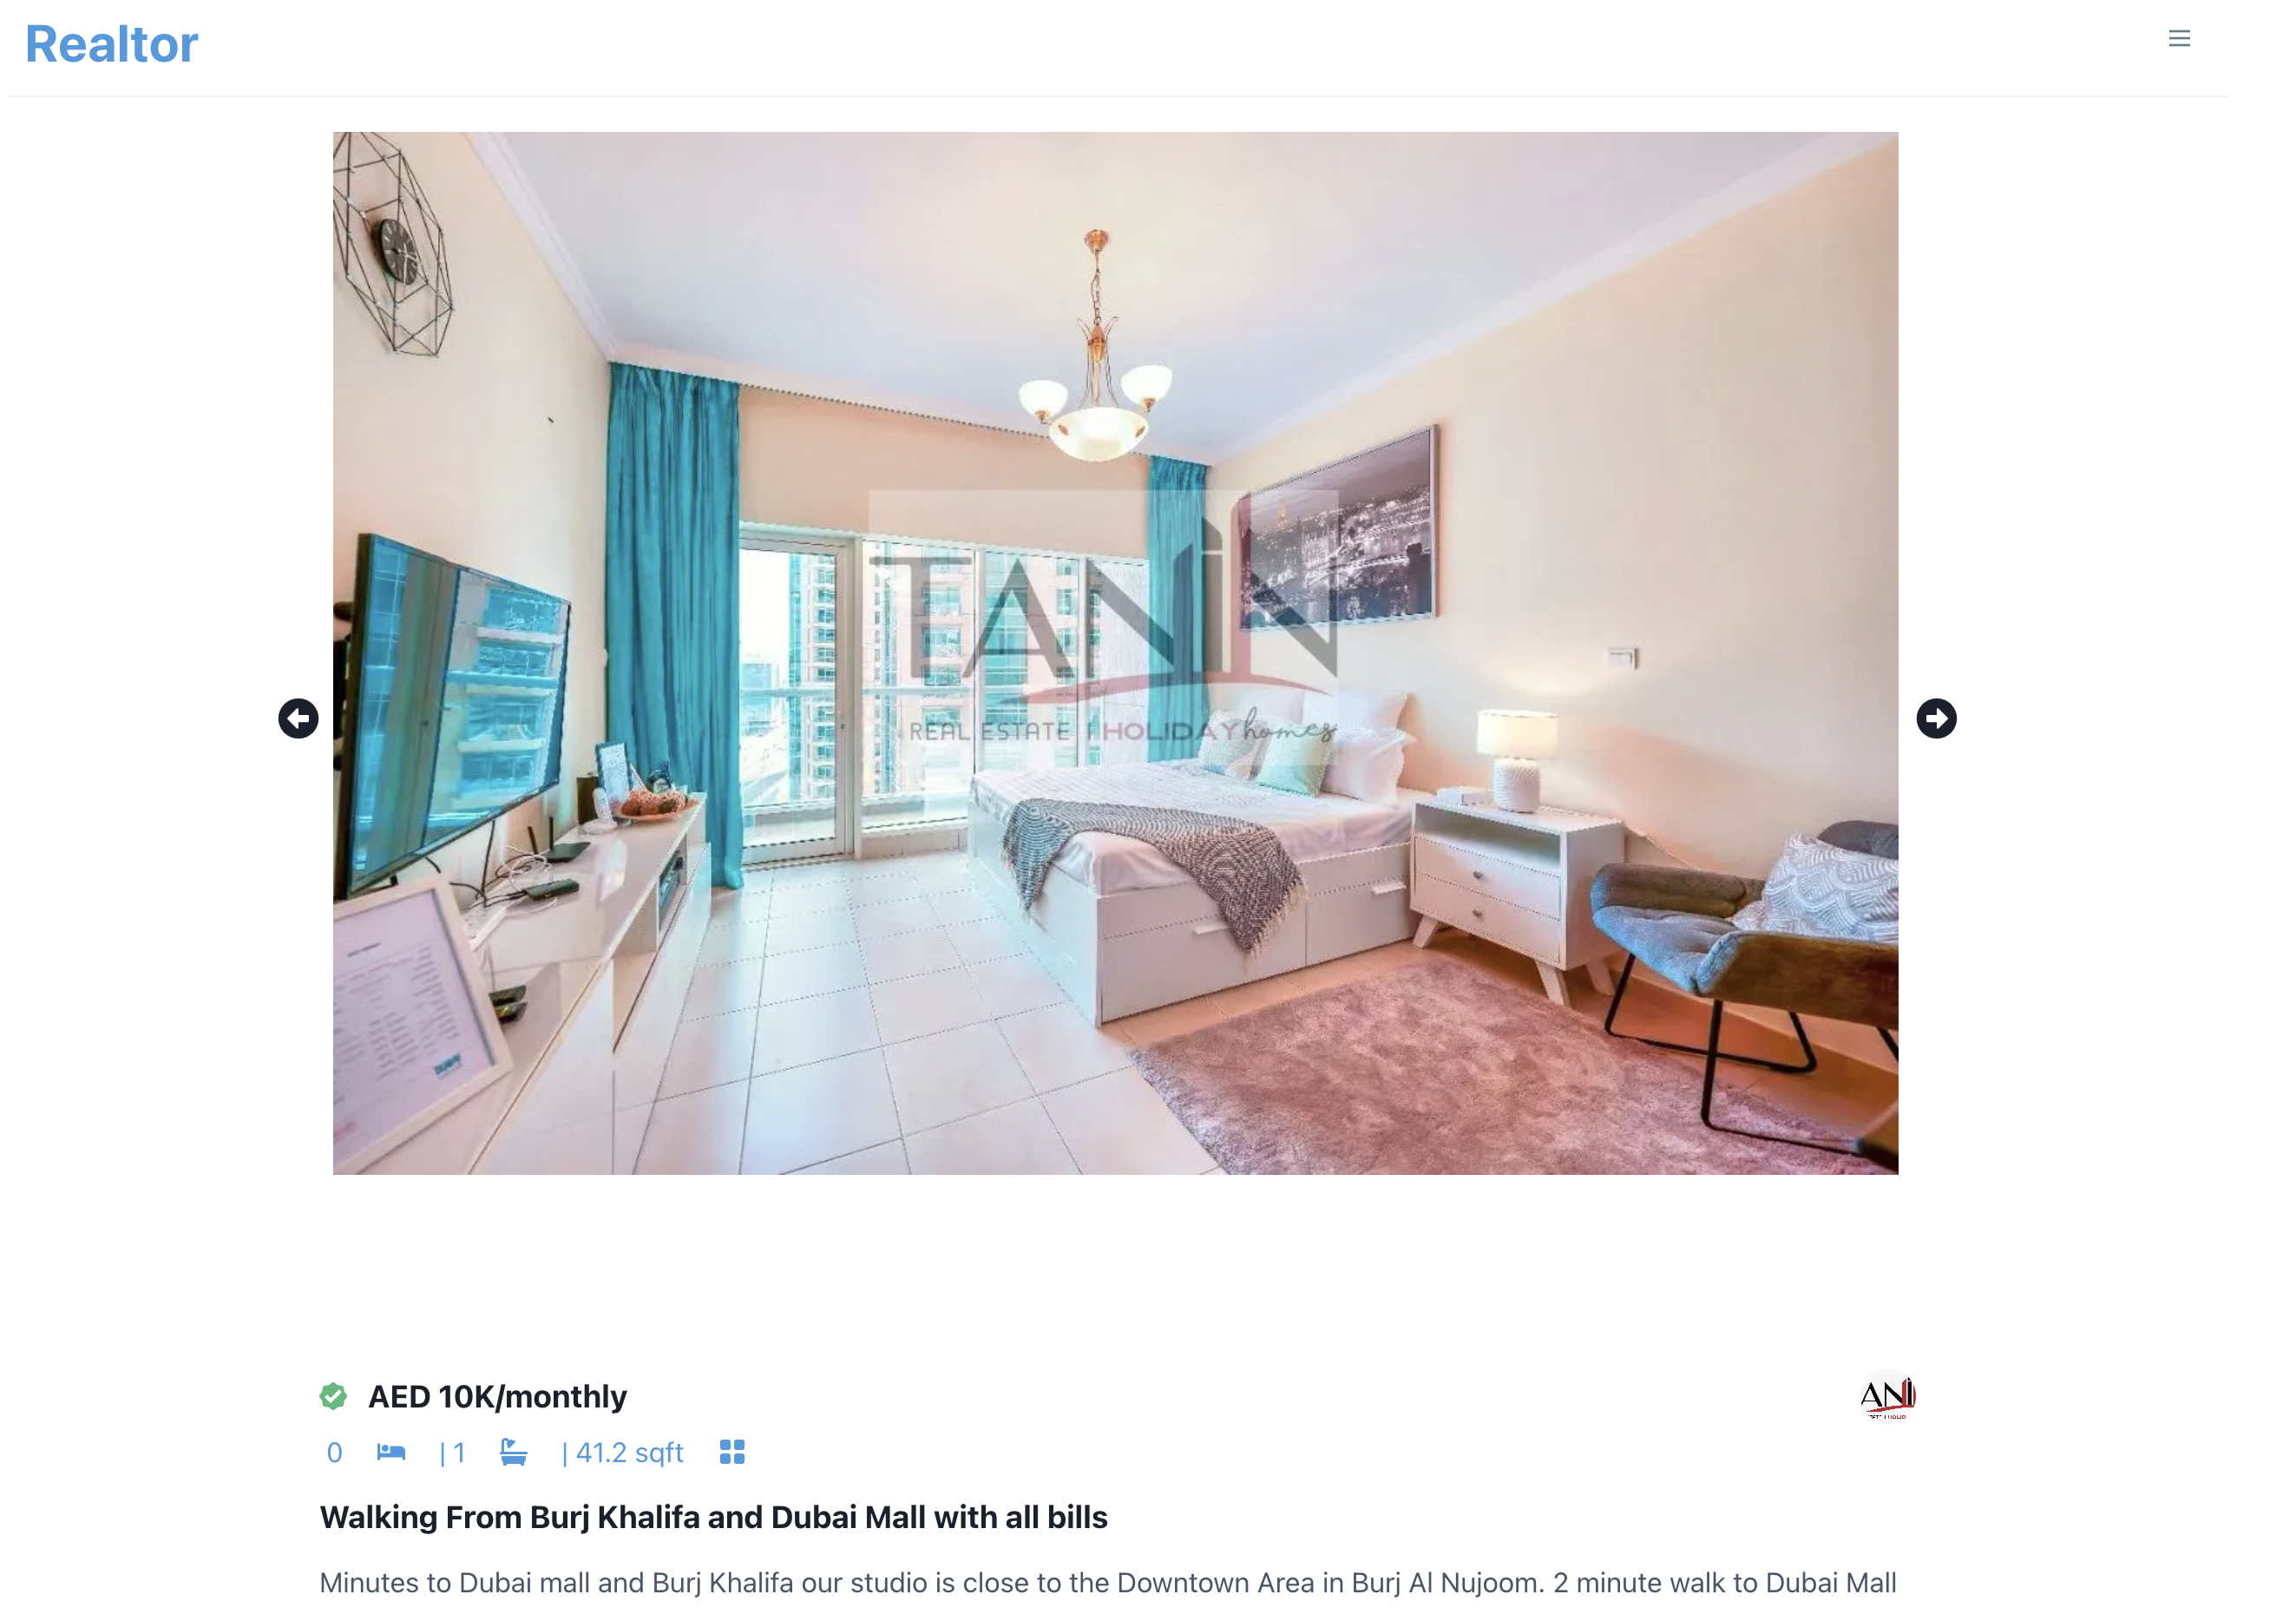 Realtor
TANIN
REAL ESTATE | HOLIDAY homes
AED 10K/monthly
ANI
0 | 1 | 41.2 sqft
Walking From Burj Khalifa and Dubai Mall with all bills
Minutes to Dubai mall and Burj Khalifa our studio is close to the Downtown Area in Burj Al Nujoom. 2 minute walk to Dubai Mall